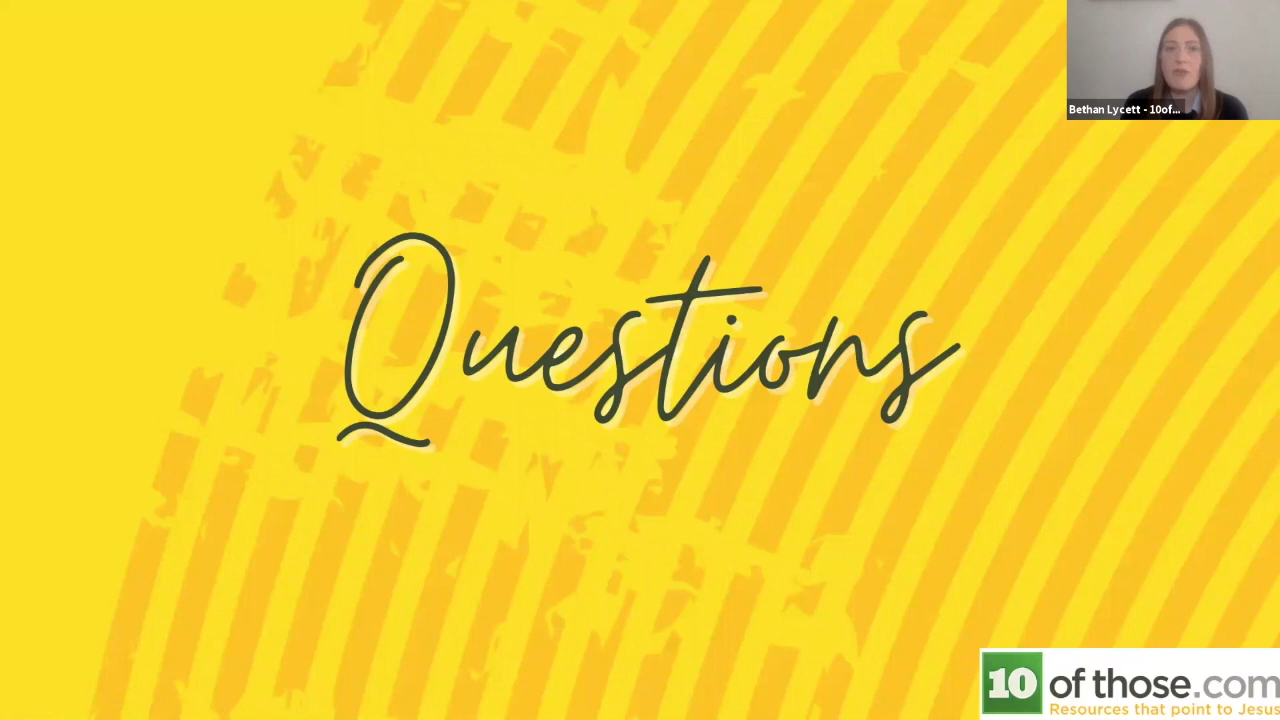 Bethan Lycett - 10of...
Questions
10 of those.com
Resources that point to Jesus